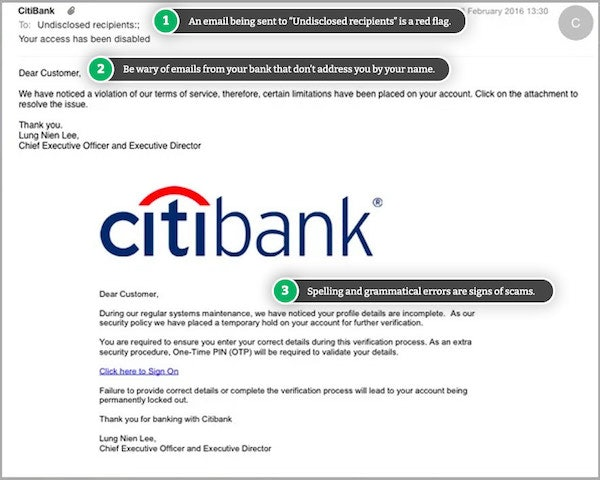 CitiBank
To: Undisclosed recipients:;
1 An email being sent to “Undisclosed recipients” is a red flag.
February 2016 13:30
C
Your access has been disabled
Dear Customer,
2 Be wary of emails from your bank that don’t address you by your name.
We have noticed a violation of our terms of service, therefore, certain limitations have been placed on your account. Click on the attachment to
resolve the issue.
Thank you.
Lung Nien Lee,
Chief Executive Officer and Executive Director
citibank®
Dear Customer,
3 Spelling and grammatical errors are signs of scams.
During our regular systems maintenance, we have noticed your profile details are incomplete. As our
security policy we have placed a temporary hold on your account for further verification.
You are required to ensure you enter your correct details during this verification process. As an extra
security procedure, One-Time PIN (OTP) will be required to validate your details.
Click here to Sign On
Failure to provide correct details or complete the verification process will lead to your account being
permanently locked out.
Thank you for banking with Citibank
Lung Nien Lee,
Chief Executive Officer and Executive Director